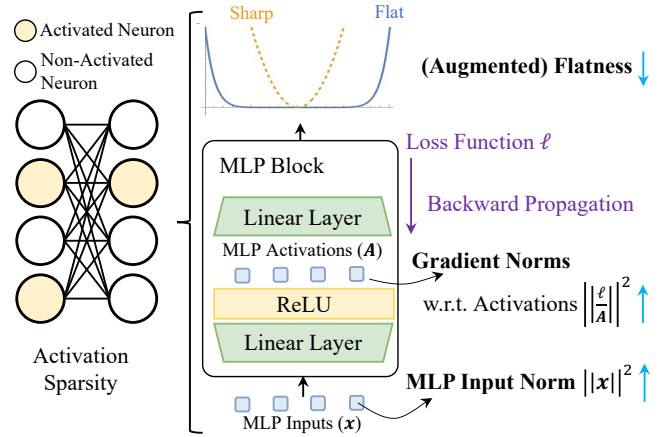 Activated Neuron
Non-Activated
Neuron
Activation
Sparsity
Sharp
Flat
(Augmented) Flatness ↓
Loss Function ℓ
Backward Propagation
MLP Block
Linear Layer
MLP Activations (A)
ReLU
Linear Layer
MLP Inputs (x)
Gradient Norms
w.r.t. Activations ||ℓ/A||² ↑
MLP Input Norm ||x||² ↑